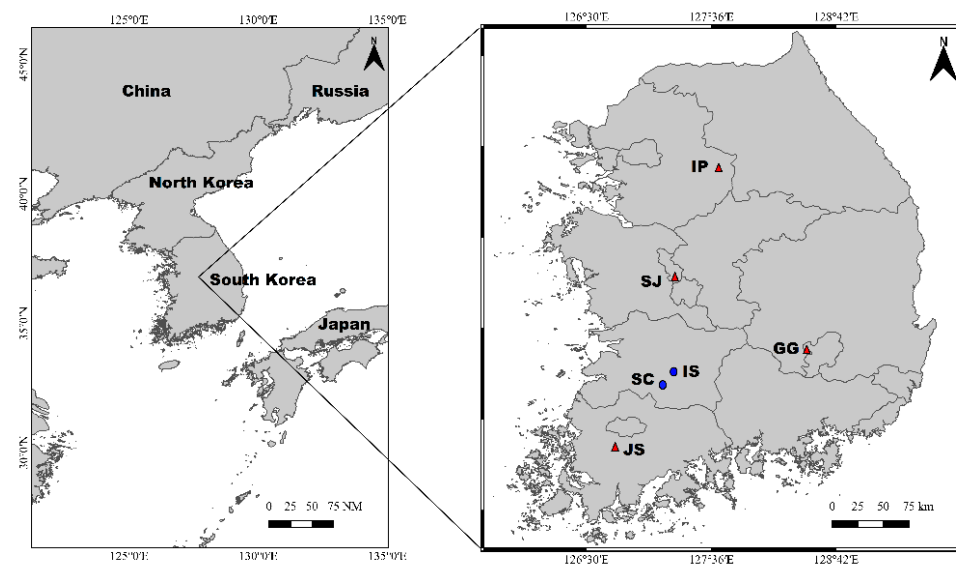 125°0'E 130°0'E 135°0'E
126°30'E 127°36'E 128°42'E
N
N
45°0'N
China
Russia
IP
40°0'N
North Korea
South Korea
SJ
35°0'N
Japan
GG
IS
SC
JS
30°0'N
0 25 50 75 NM
0 25 50 75 km
125°0'E 130°0'E 135°0'E
126°30'E 127°36'E 128°42'E